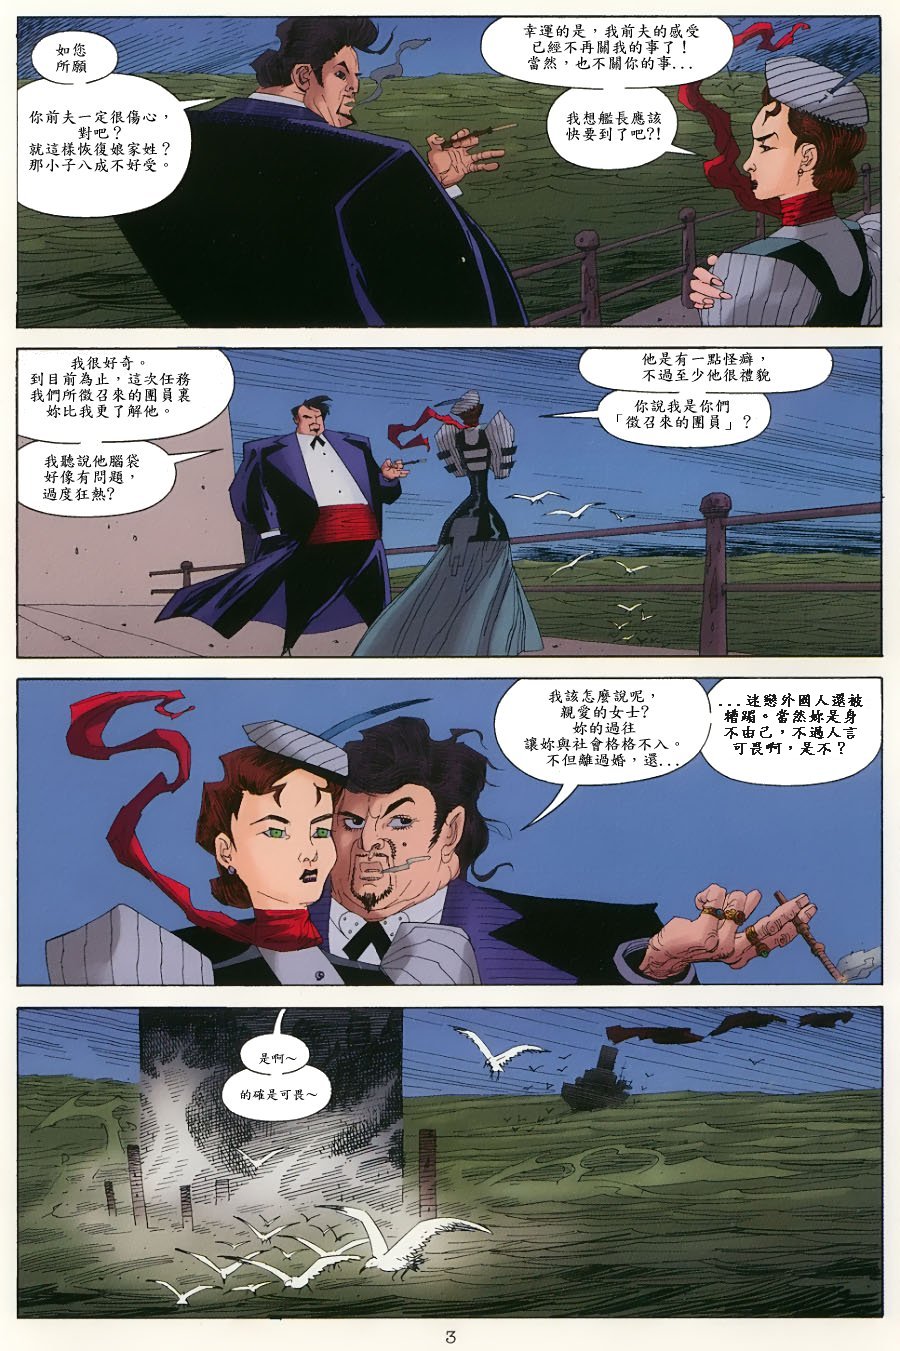 如您
所願
你前夫一定很傷心，
對吧？
就這樣恢復娘家姓？
那小子八成不好受。
幸運的是，我前夫的感受
已經不再關我的事了！
當然，也不關你的事...
我想艦長應該
快要到了吧?!
我很好奇。
到目前為止，這次任務
我們所徵召來的團員裏
妳比我更了解他。
我聽說他腦袋
好像有問題，
過度狂熱？
他是有一點怪癖，
不過至少他很禮貌
你說我是你們
「徵召來的團員」？
我該怎麼說呢，
親愛的女士？
妳的過往
讓妳與社會格格不入。
不但離過婚，還...
...迷戀外國人還被
糟蹋。當然妳是身
不由己，不過人言
可畏啊，是不？
是啊～
的確是可畏～
3